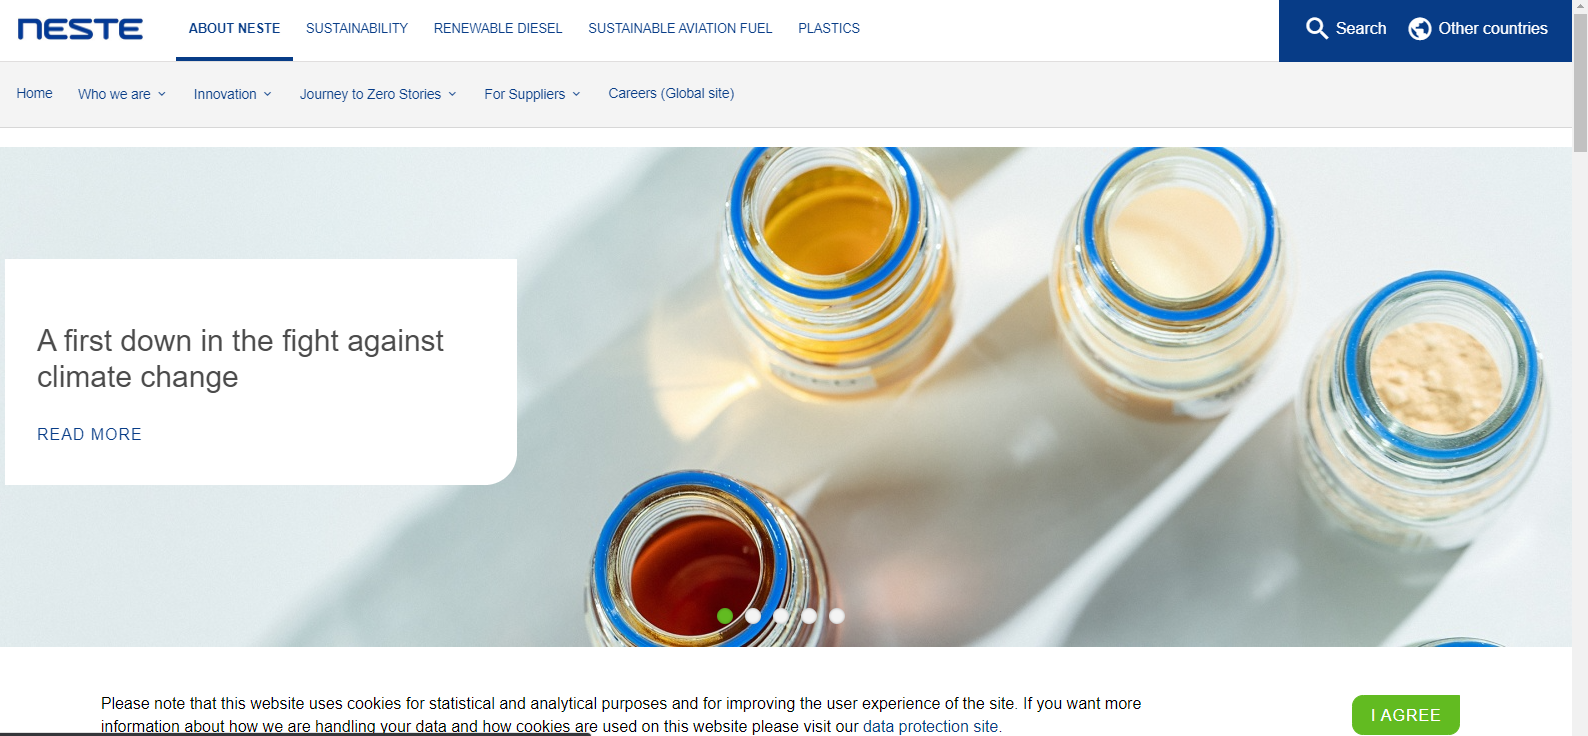 NESTE
ABOUT NESTE SUSTAINABILITY RENEWABLE DIESEL SUSTAINABLE AVIATION FUEL PLASTICS
Search Other countries
Home Who we are Innovation Journey to Zero Stories For Suppliers Careers (Global site)
A first down in the fight against
climate change
READ MORE
Please note that this website uses cookies for statistical and analytical purposes and for improving the user experience of the site. If you want more
information about how we are handling your data and how cookies are used on this website please visit our data protection site.
I AGREE